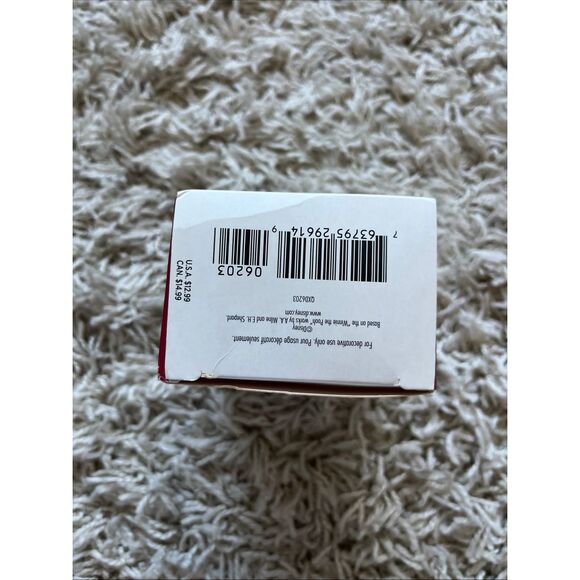 For decorative use only. Pour usage décoratif seulement.
©Disney
Based on the "Winnie the Pooh" works by A.A. Milne and E.H. Shepard.
www.disney.com
QXD6203
7 63795 29614 9
06203
U.S.A. $12.99
CAN. $14.99